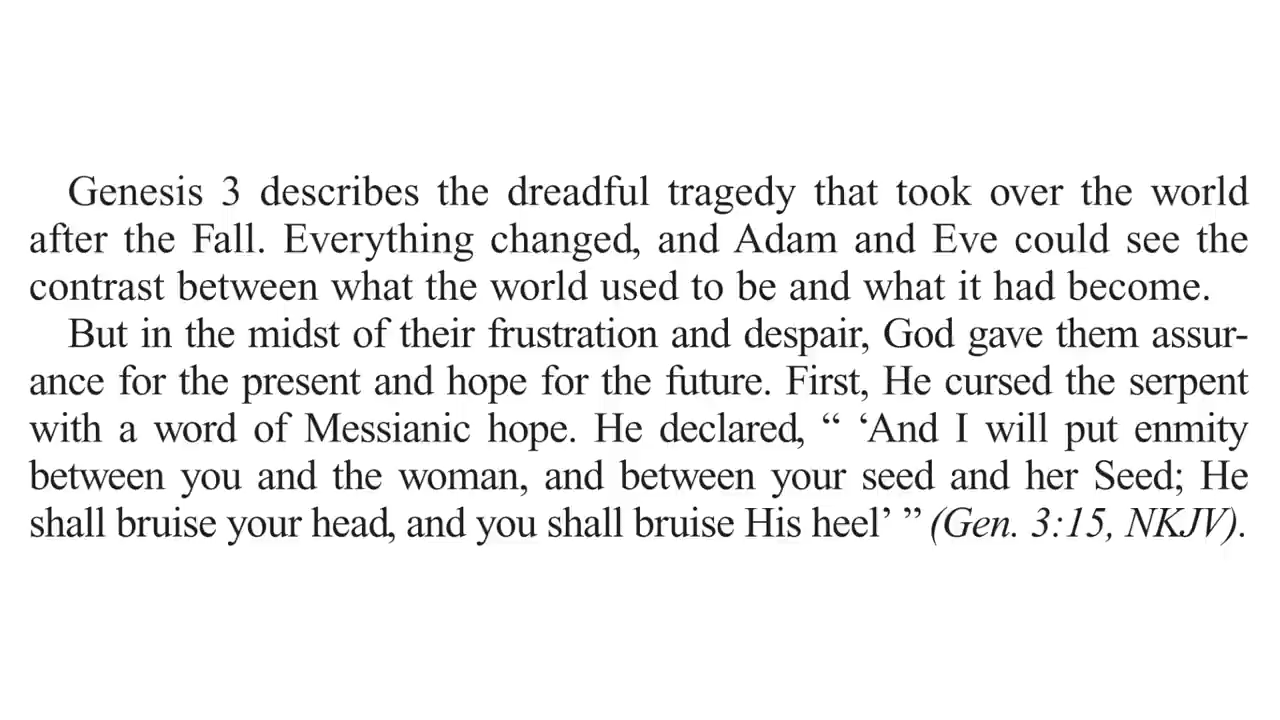 Genesis 3 describes the dreadful tragedy that took over the world
after the Fall. Everything changed, and Adam and Eve could see the
contrast between what the world used to be and what it had become.
But in the midst of their frustration and despair, God gave them assur-
ance for the present and hope for the future. First, He cursed the serpent
with a word of Messianic hope. He declared, “ ‘And I will put enmity
between you and the woman, and between your seed and her Seed; He
shall bruise your head, and you shall bruise His heel’ ” (Gen. 3:15, NKJV).